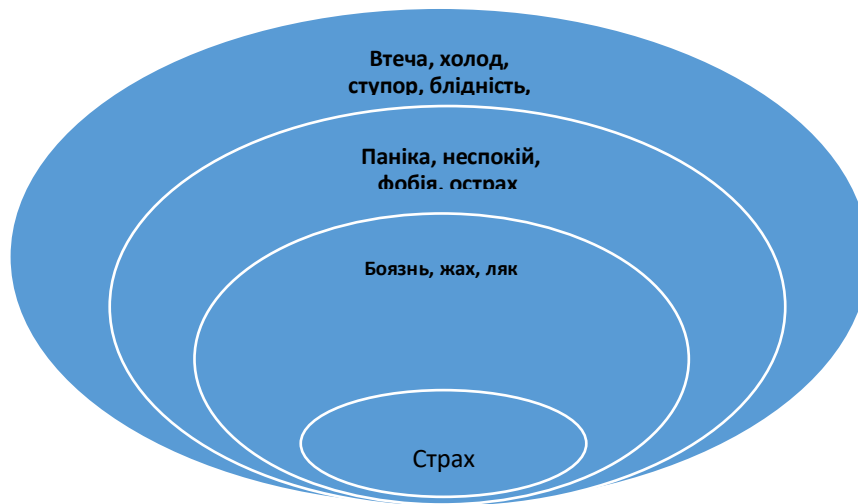 Втеча, холод,
ступор, блідність,
Паніка, неспокій,
фобія, острах
Боязнь, жах, ляк
Страх